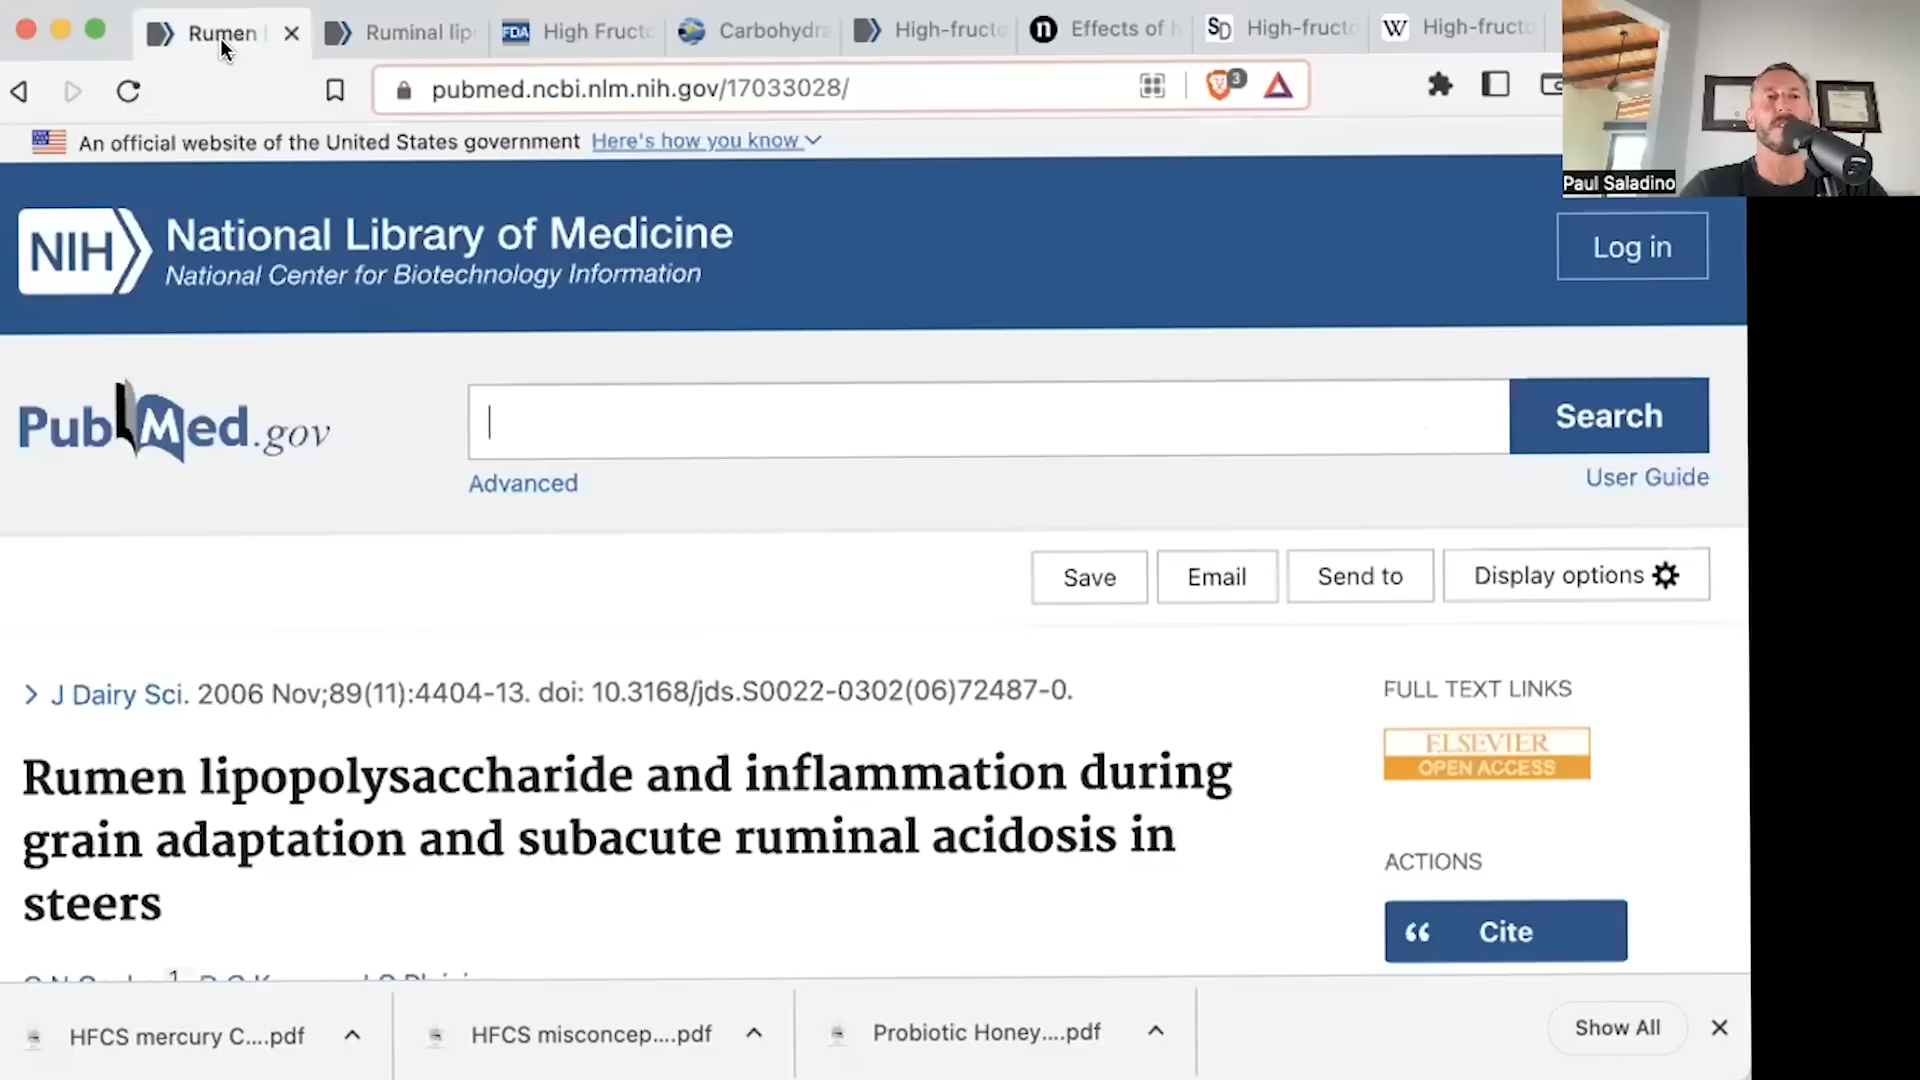 Rumen
Ruminal lip
FDA
High Fructo
Carbohydra
High-fructo
n
Effects of h
SD
High-fructo
W
High-fructo
pubmed.ncbi.nlm.nih.gov/17033028/
3
An official website of the United States government Here's how you know
Paul Saladino
NIH
National Library of Medicine
National Center for Biotechnology Information
Log in
PubMed.gov
Search
Advanced
User Guide
Save
Email
Send to
Display options
J Dairy Sci. 2006 Nov;89(11):4404-13. doi: 10.3168/jds.S0022-0302(06)72487-0.
FULL TEXT LINKS
ELSEVIER
OPEN ACCESS
Rumen lipopolysaccharide and inflammation during
grain adaptation and subacute ruminal acidosis in
steers
ACTIONS
Cite
HFCS mercury C....pdf
HFCS misconcep....pdf
Probiotic Honey....pdf
Show All